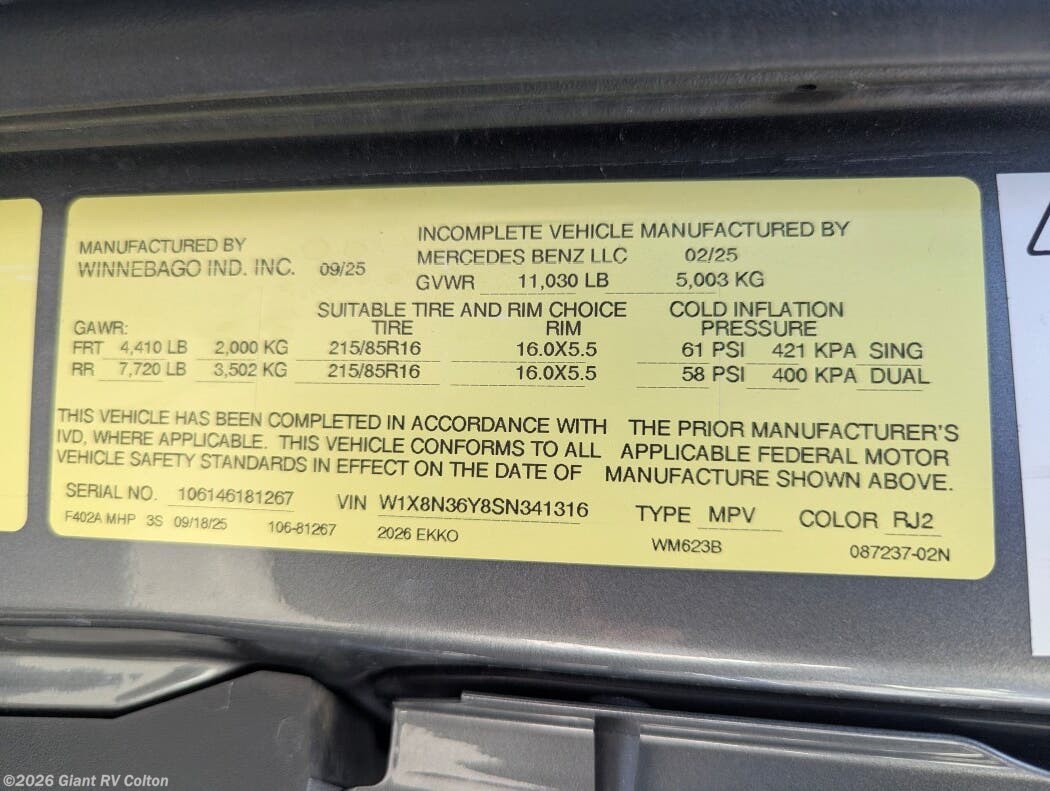 MANUFACTURED BY
WINNEBAGO IND. INC. 09/25
INCOMPLETE VEHICLE MANUFACTURED BY
MERCEDES BENZ LLC 02/25
GVWR 11,030 LB 5,003 KG
SUITABLE TIRE AND RIM CHOICE COLD INFLATION
GAWR: TIRE RIM PRESSURE
FRT 4,410 LB 2,000 KG 215/85R16 16.0X5.5 61 PSI 421 KPA SING
RR 7,720 LB 3,502 KG 215/85R16 16.0X5.5 58 PSI 400 KPA DUAL
THIS VEHICLE HAS BEEN COMPLETED IN ACCORDANCE WITH THE PRIOR MANUFACTURER'S
IVD, WHERE APPLICABLE. THIS VEHICLE CONFORMS TO ALL APPLICABLE FEDERAL MOTOR
VEHICLE SAFETY STANDARDS IN EFFECT ON THE DATE OF MANUFACTURE SHOWN ABOVE.
SERIAL NO. 106146181267 VIN W1X8N36Y8SN341316 TYPE MPV COLOR RJ2
F402A MHP 3S 09/18/25 106-81267 2026 EKKO WM623B 087237-02N
©2026 Giant RV Colton